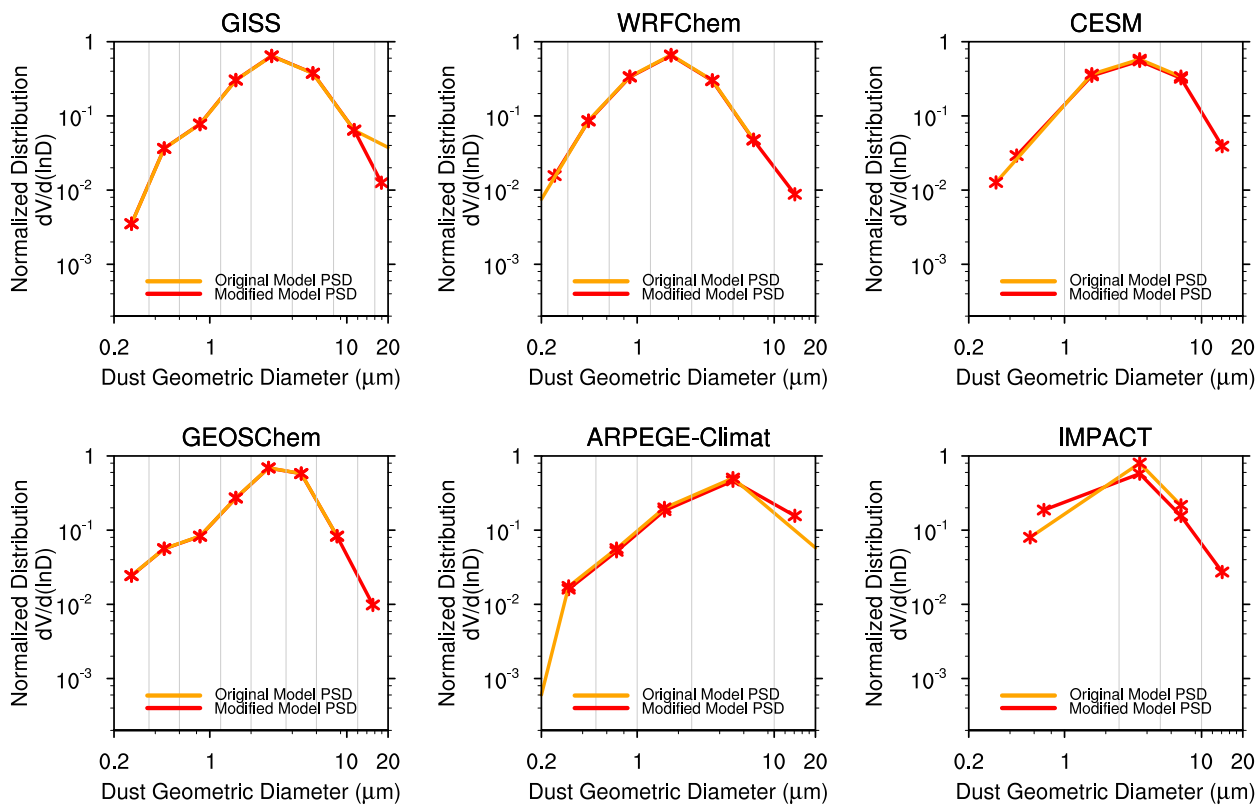 GISS
Normalized Distribution
dV/d(lnD)
1
10-1
10-2
10-3
Original Model PSD
Modified Model PSD
0.2 1 10 20
Dust Geometric Diameter (μm)
WRFChem
Normalized Distribution
dV/d(lnD)
1
10-1
10-2
10-3
Original Model PSD
Modified Model PSD
0.2 1 10 20
Dust Geometric Diameter (μm)
CESM
Normalized Distribution
dV/d(lnD)
1
10-1
10-2
10-3
Original Model PSD
Modified Model PSD
0.2 1 10 20
Dust Geometric Diameter (μm)
GEOSChem
Normalized Distribution
dV/d(lnD)
1
10-1
10-2
10-3
Original Model PSD
Modified Model PSD
0.2 1 10 20
Dust Geometric Diameter (μm)
ARPEGE-Climat
Normalized Distribution
dV/d(lnD)
1
10-1
10-2
10-3
Original Model PSD
Modified Model PSD
0.2 1 10 20
Dust Geometric Diameter (μm)
IMPACT
Normalized Distribution
dV/d(lnD)
1
10-1
10-2
10-3
Original Model PSD
Modified Model PSD
0.2 1 10 20
Dust Geometric Diameter (μm)